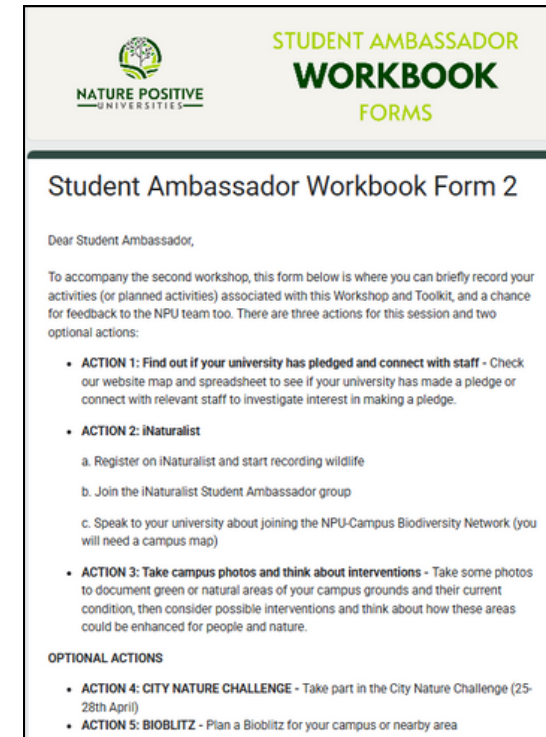 STUDENT AMBASSADOR
WORKBOOK
FORMS
NATURE POSITIVE
UNIVERSITIES
Student Ambassador Workbook Form 2
Dear Student Ambassador,
To accompany the second workshop, this form below is where you can briefly record your
activities (or planned activities) associated with this Workshop and Toolkit, and a chance
for feedback to the NPU team too. There are three actions for this session and two
optional actions:
• ACTION 1: Find out if your university has pledged and connect with staff - Check
our website map and spreadsheet to see if your university has made a pledge or
connect with relevant staff to investigate interest in making a pledge.
• ACTION 2: iNaturalist
a. Register on iNaturalist and start recording wildlife
b. Join the iNaturalist Student Ambassador group
c. Speak to your university about joining the NPU-Campus Biodiversity Network (you
will need a campus map)
• ACTION 3: Take campus photos and think about interventions - Take some photos
to document green or natural areas of your campus grounds and their current
condition, then consider possible interventions and think about how these areas
could be enhanced for people and nature.
OPTIONAL ACTIONS
• ACTION 4: CITY NATURE CHALLENGE - Take part in the City Nature Challenge (25-
28th April)
• ACTION 5: BIOBLITZ - Plan a Bioblitz for your campus or nearby area